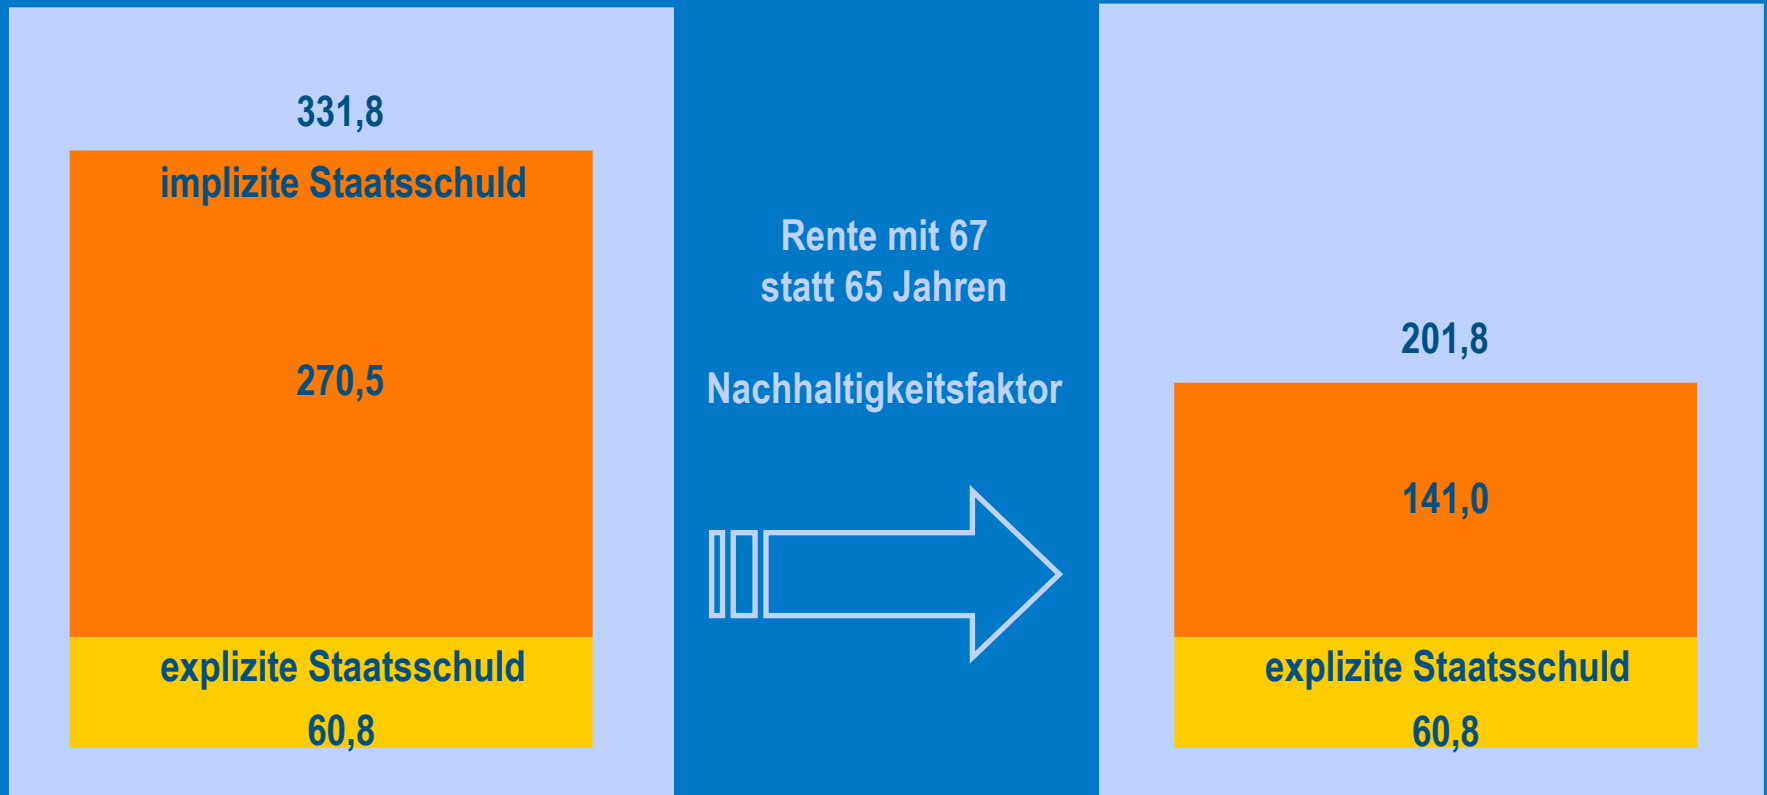 331,8
implizite Staatsschuld
270,5
explizite Staatsschuld
60,8
Rente mit 67
statt 65 Jahren
Nachhaltigkeitsfaktor
201,8
141,0
explizite Staatsschuld
60,8